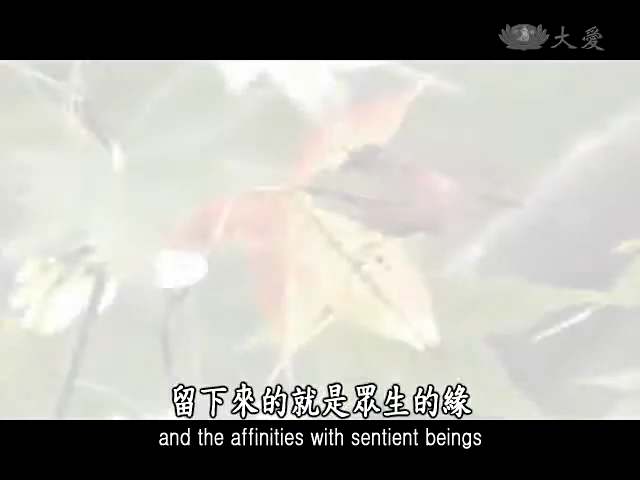 大愛
留下來的就是眾生的緣
and the affinities with sentient beings